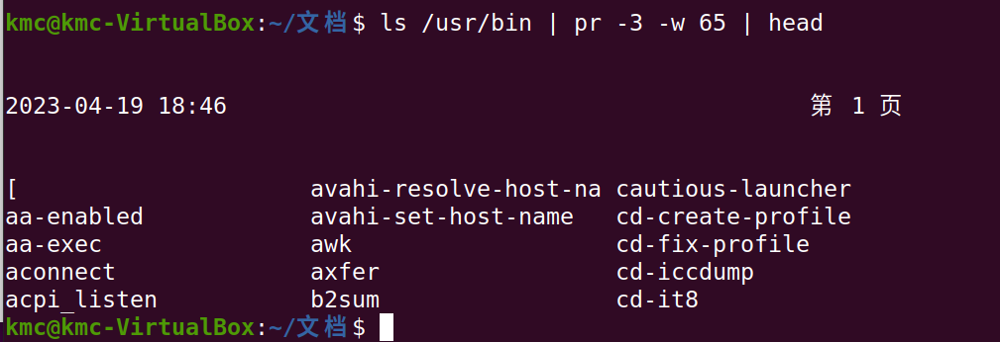 kmc@kmc-VirtualBox:~/文档$ ls /usr/bin | pr -3 -w 65 | head
2023-04-19 18:46 第 1 页
[ avahi-resolve-host-na cautious-launcher
aa-enabled avahi-set-host-name cd-create-profile
aa-exec awk cd-fix-profile
aconnect axfer cd-iccdump
acpi_listen b2sum cd-it8
kmc@kmc-VirtualBox:~/文档$